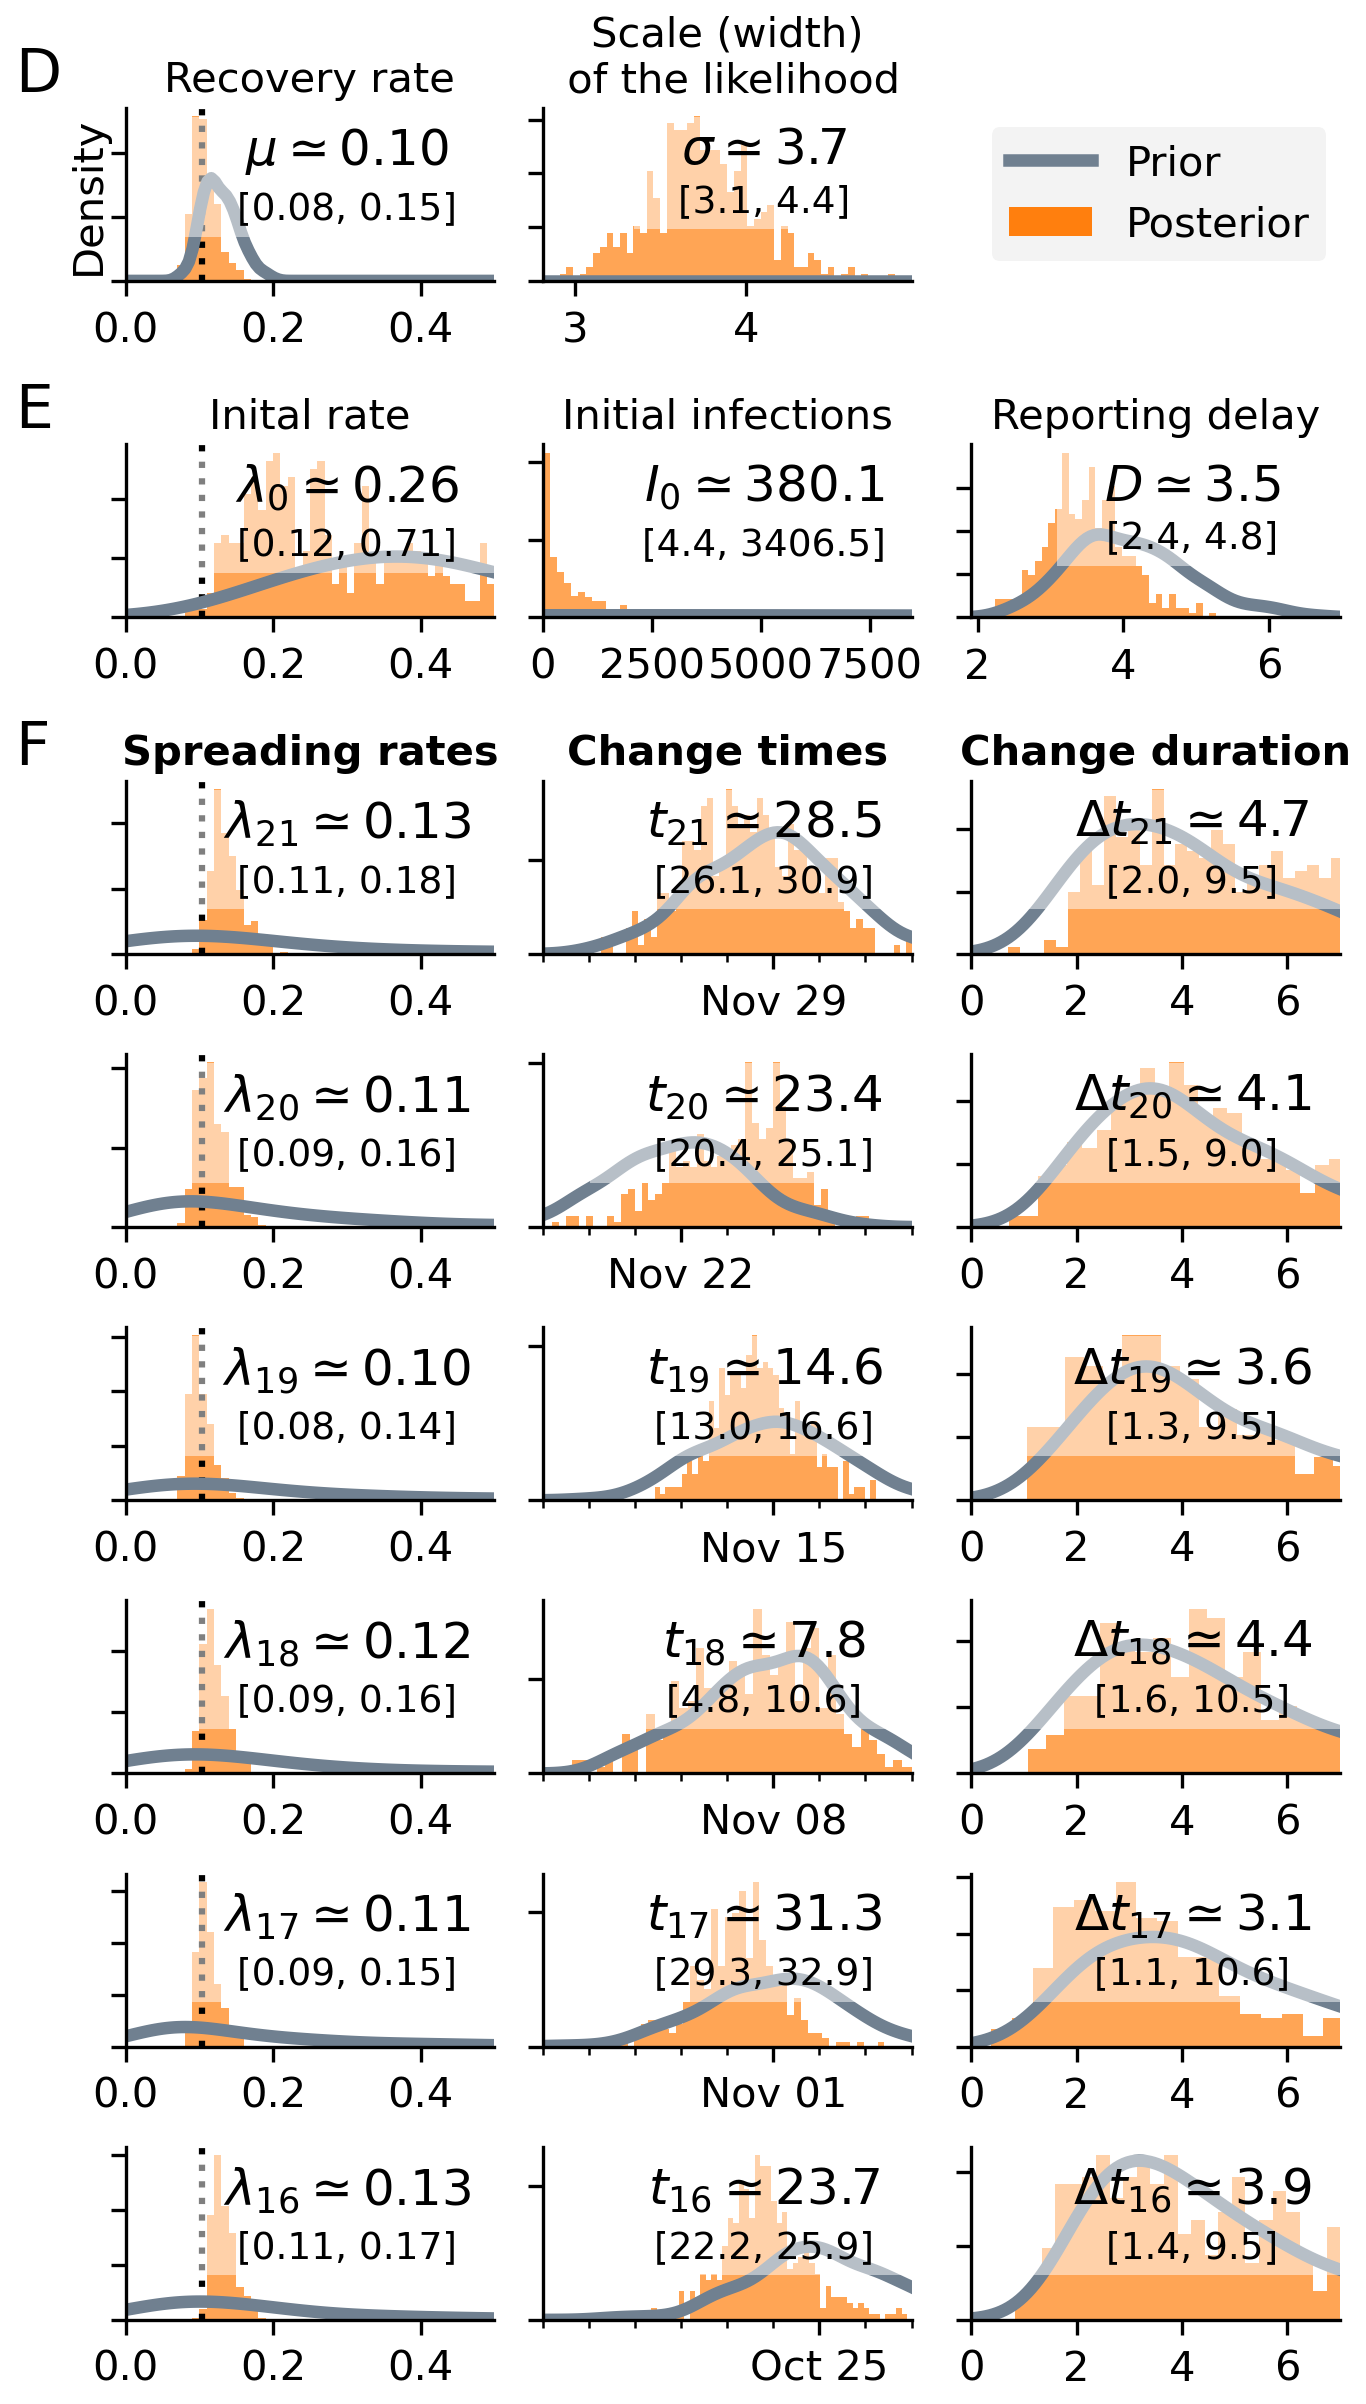 D
Recovery rate
Scale (width)
of the likelihood
Density
μ ≃ 0.10
[0.08, 0.15]
σ ≃ 3.7
[3.1, 4.4]
Prior
Posterior
0.0 0.2 0.4
3 4
E
Inital rate
Initial infections
Reporting delay
λ0 ≃ 0.26
[0.12, 0.71]
I0 ≃ 380.1
[4.4, 3406.5]
D ≃ 3.5
[2.4, 4.8]
0.0 0.2 0.4
0 2500 5000 7500
2 4 6
F
Spreading rates
Change times
Change duration
λ21 ≃ 0.13
[0.11, 0.18]
t21 ≃ 28.5
[26.1, 30.9]
Δt21 ≃ 4.7
[2.0, 9.5]
0.0 0.2 0.4
Nov 29
0 2 4 6
λ20 ≃ 0.11
[0.09, 0.16]
t20 ≃ 23.4
[20.4, 25.1]
Δt20 ≃ 4.1
[1.5, 9.0]
0.0 0.2 0.4
Nov 22
0 2 4 6
λ19 ≃ 0.10
[0.08, 0.14]
t19 ≃ 14.6
[13.0, 16.6]
Δt19 ≃ 3.6
[1.3, 9.5]
0.0 0.2 0.4
Nov 15
0 2 4 6
λ18 ≃ 0.12
[0.09, 0.16]
t18 ≃ 7.8
[4.8, 10.6]
Δt18 ≃ 4.4
[1.6, 10.5]
0.0 0.2 0.4
Nov 08
0 2 4 6
λ17 ≃ 0.11
[0.09, 0.15]
t17 ≃ 31.3
[29.3, 32.9]
Δt17 ≃ 3.1
[1.1, 10.6]
0.0 0.2 0.4
Nov 01
0 2 4 6
λ16 ≃ 0.13
[0.11, 0.17]
t16 ≃ 23.7
[22.2, 25.9]
Δt16 ≃ 3.9
[1.4, 9.5]
0.0 0.2 0.4
Oct 25
0 2 4 6